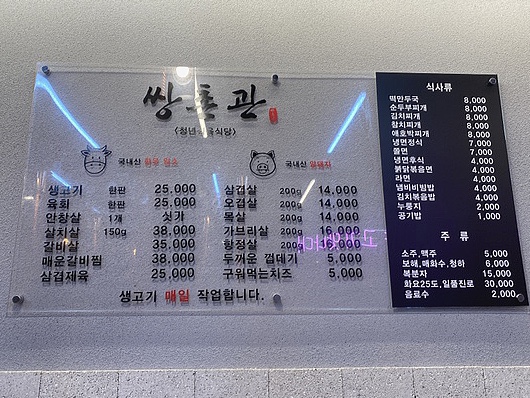 쌍촌관
국내산 한우 암소
생고기 한판 25,000
육회 한판 25,000
안창살 1개 싯가
살치살 150g 38,000
갈비살 35,000
매운갈비찜 38,000
삼겹제육 25,000
국내산 암퇘지
삼겹살 200g 14,000
오겹살 200g 14,000
목살 200g 14,000
가브리살 200g 16,000
항정살 200g
두꺼운 껍데기 5,000
구워먹는치즈 5,000
생고기 매일 작업합니다.
식사류
떡만두국 8,000
순두부찌개 8,000
김치찌개 8,000
참치찌개 8,000
애호박찌개 8,000
냉면정식 7,000
쫄면 7,000
냉면후식 4,000
붉닭볶음면 4,000
라면 4,000
냄비비빔밥 4,000
김치볶음밥 4,000
누룽지 2,000
공기밥 1,000
주 류
소주,맥주 5,000
보해,매화수,청하 6,000
복분자 15,000
화요25도,일품진로 30,000
음료수 2,000